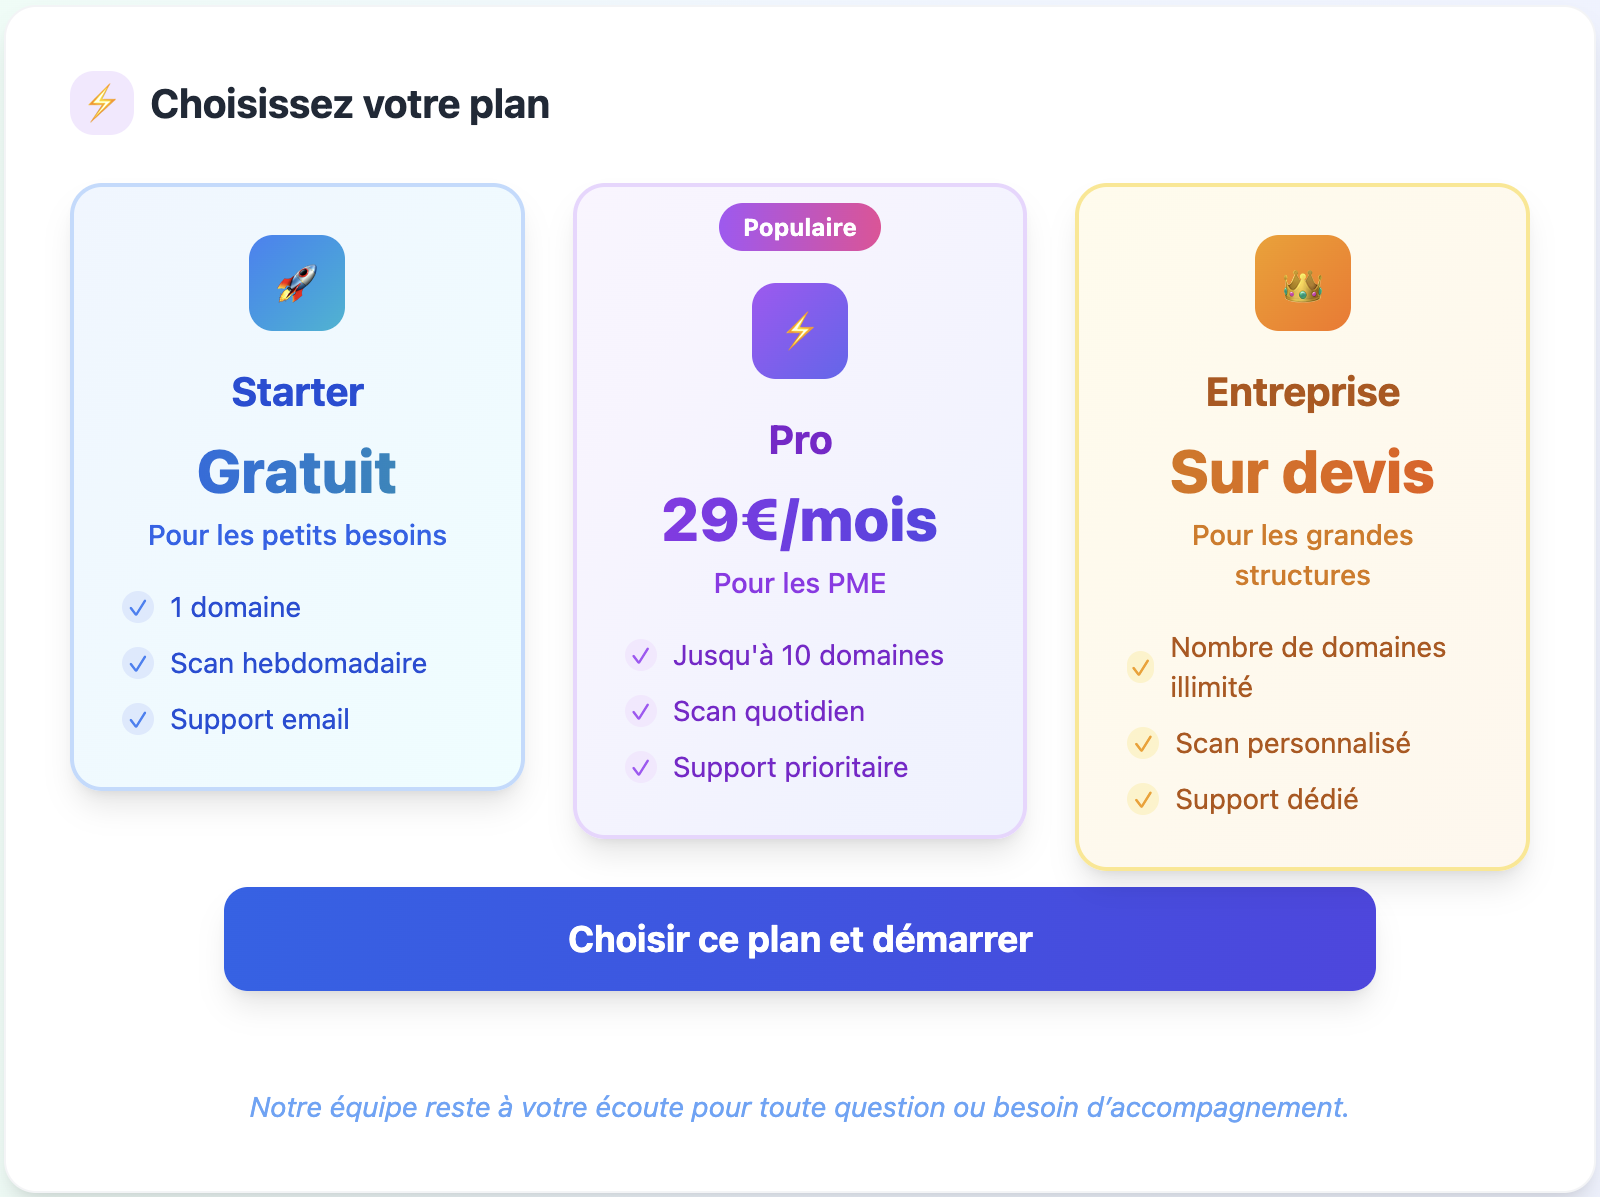 Choisissez votre plan
Starter
Gratuit
Pour les petits besoins
1 domaine
Scan hebdomadaire
Support email
Populaire
Pro
29€/mois
Pour les PME
Jusqu'à 10 domaines
Scan quotidien
Support prioritaire
Entreprise
Sur devis
Pour les grandes
structures
Nombre de domaines
illimité
Scan personnalisé
Support dédié
Choisir ce plan et démarrer
Notre équipe reste à votre écoute pour toute question ou besoin d’accompagnement.